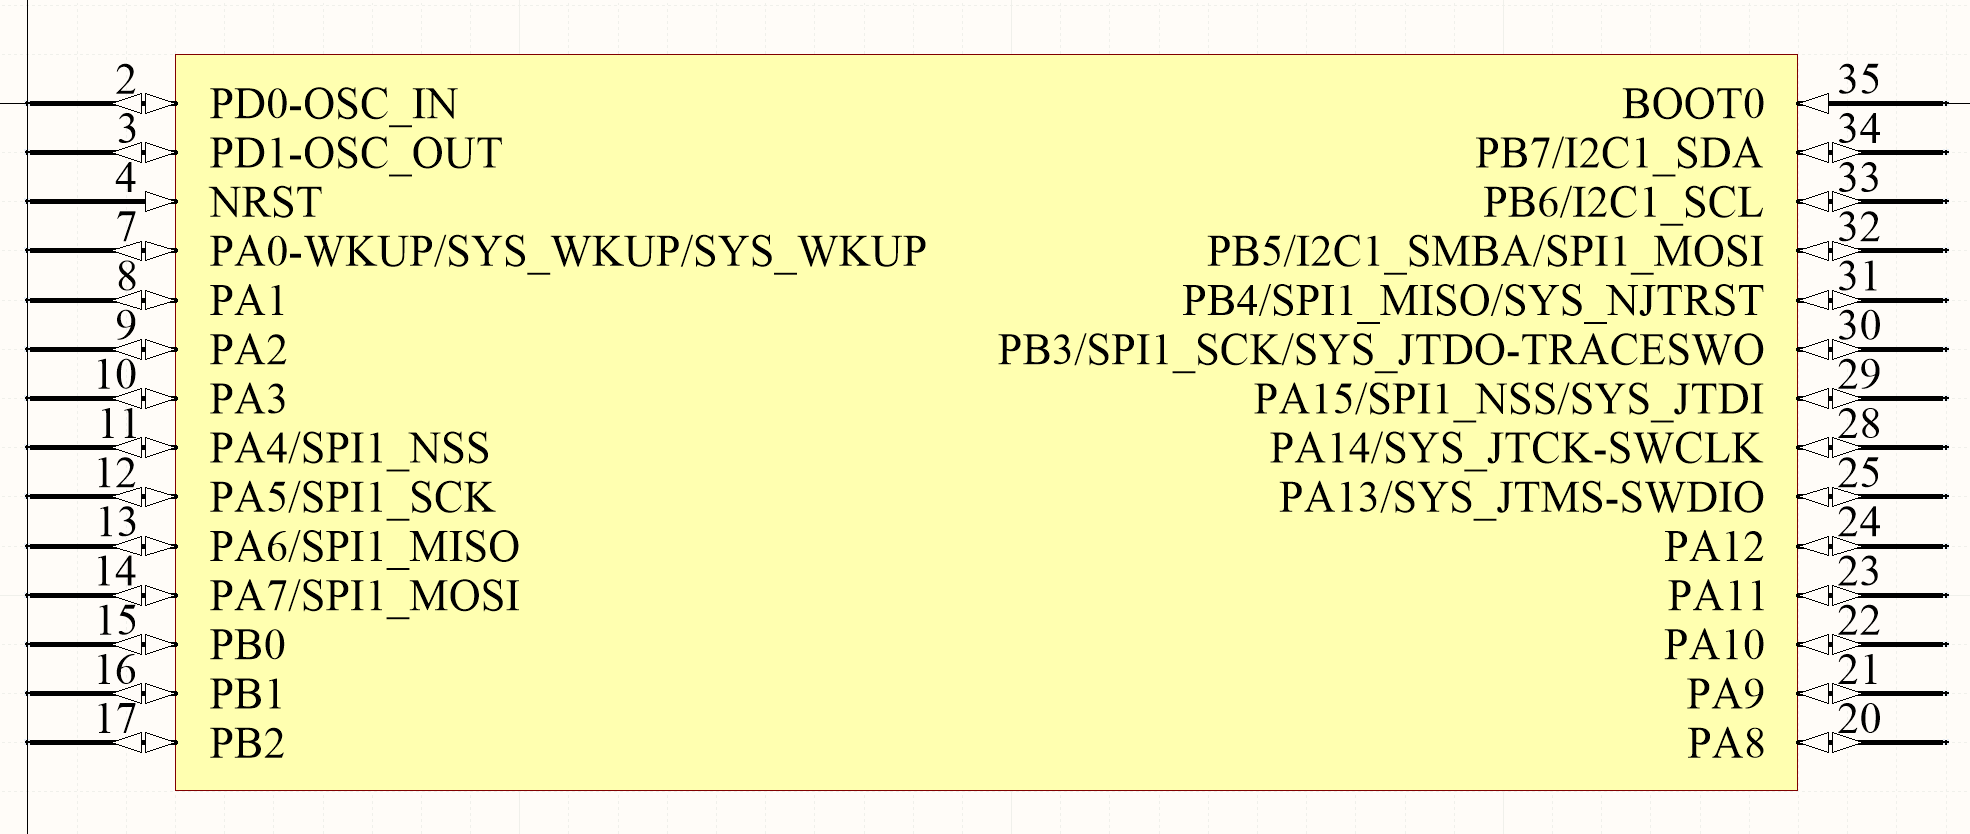 2 PD0-OSC_IN
3 PD1-OSC_OUT
4 NRST
7 PA0-WKUP/SYS_WKUP/SYS_WKUP
8 PA1
9 PA2
10 PA3
11 PA4/SPI1_NSS
12 PA5/SPI1_SCK
13 PA6/SPI1_MISO
14 PA7/SPI1_MOSI
15 PB0
16 PB1
17 PB2
BOOT0 35
PB7/I2C1_SDA 34
PB6/I2C1_SCL 33
PB5/I2C1_SMBA/SPI1_MOSI 32
PB4/SPI1_MISO/SYS_NJTRST 31
PB3/SPI1_SCK/SYS_JTDO-TRACESWO 30
PA15/SPI1_NSS/SYS_JTDI 29
PA14/SYS_JTCK-SWCLK 28
PA13/SYS_JTMS-SWDIO 25
PA12 24
PA11 23
PA10 22
PA9 21
PA8 20